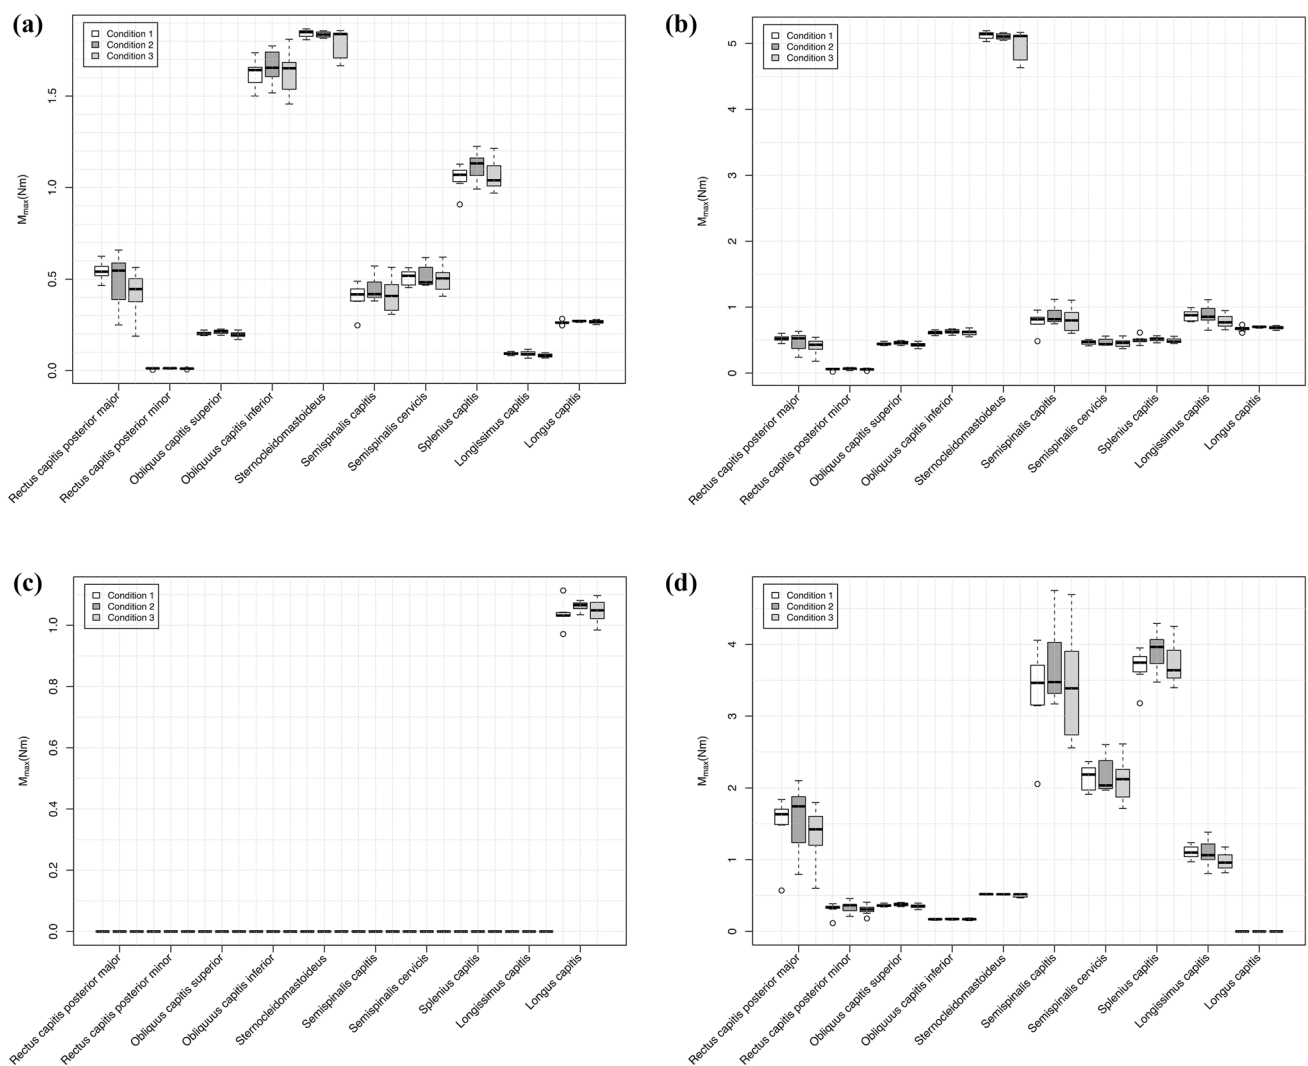 (a)
Condition 1
Condition 2
Condition 3
M_max(Nm)
1.5
1.0
0.5
0.0
Rectus capitis posterior major
Rectus capitis posterior minor
Obliquus capitis superior
Obliquuus capitis inferior
Sternocleidomastoideus
Semispinalis capitis
Semispinalis cervicis
Splenius capitis
Longissimus capitis
Longus capitis
(b)
Condition 1
Condition 2
Condition 3
M_max(Nm)
5
4
3
2
1
0
Rectus capitis posterior major
Rectus capitis posterior minor
Obliquus capitis superior
Obliquuus capitis inferior
Sternocleidomastoideus
Semispinalis capitis
Semispinalis cervicis
Splenius capitis
Longissimus capitis
Longus capitis
(c)
Condition 1
Condition 2
Condition 3
M_max(Nm)
1.0
0.8
0.6
0.4
0.2
0.0
Rectus capitis posterior major
Rectus capitis posterior minor
Obliquus capitis superior
Obliquuus capitis inferior
Sternocleidomastoideus
Semispinalis capitis
Semispinalis cervicis
Splenius capitis
Longissimus capitis
Longus capitis
(d)
Condition 1
Condition 2
Condition 3
M_max(Nm)
4
3
2
1
0
Rectus capitis posterior major
Rectus capitis posterior minor
Obliquus capitis superior
Obliquuus capitis inferior
Sternocleidomastoideus
Semispinalis capitis
Semispinalis cervicis
Splenius capitis
Longissimus capitis
Longus capitis